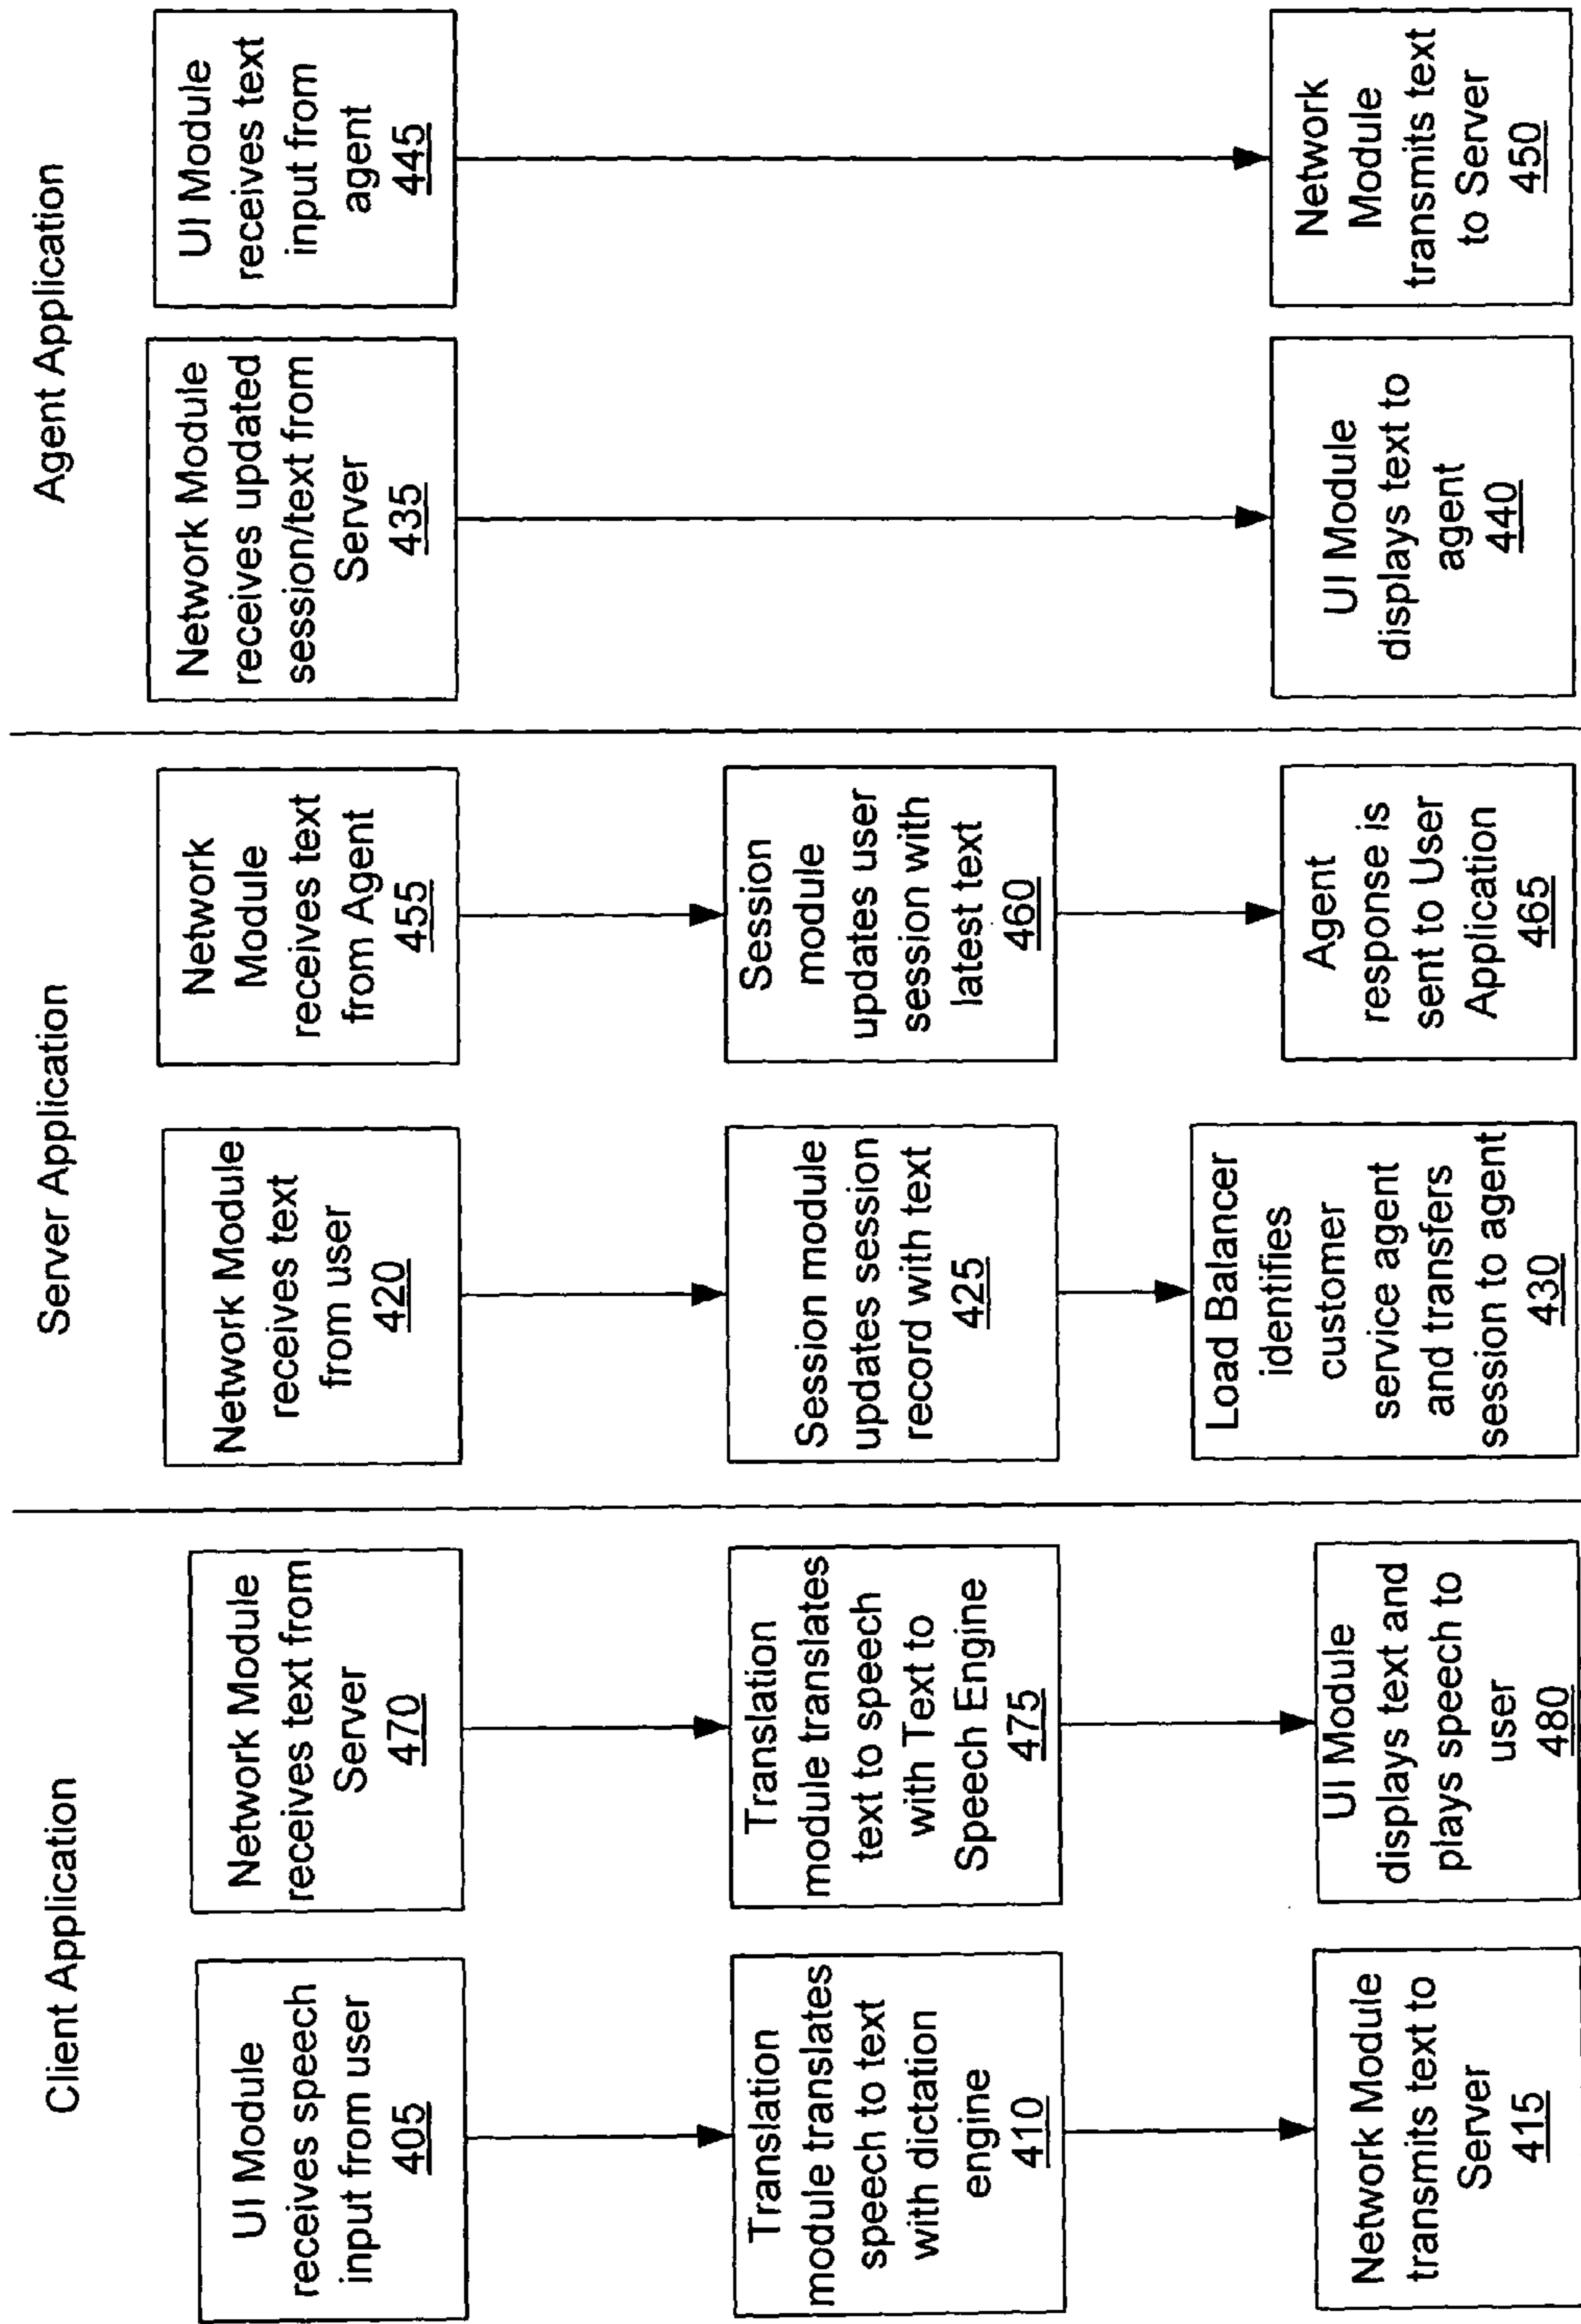 Client Application
UI Module
receives speech
input from user
405
Translation
module translates
speech to text
with dictation
engine
410
Network Module
transmits text to
Server
415
Network Module
receives text from
Server
470
Translation
module translates
text to speech
with Text to
Speech Engine
475
UI Module
displays text and
plays speech to
user
480
Server Application
Network Module
receives text
from user
420
Session module
updates session
record with text
425
Load Balancer
identifies
customer
service agent
and transfers
session to agent
430
Network
Module
receives text
from Agent
455
Session
module
updates user
session with
latest text
460
Agent
response is
sent to User
Application
465
Agent Application
Network Module
receives updated
session/text from
Server
435
UI Module
displays text to
agent
440
UI Module
receives text
input from
agent
445
Network
Module
transmits text
to Server
450